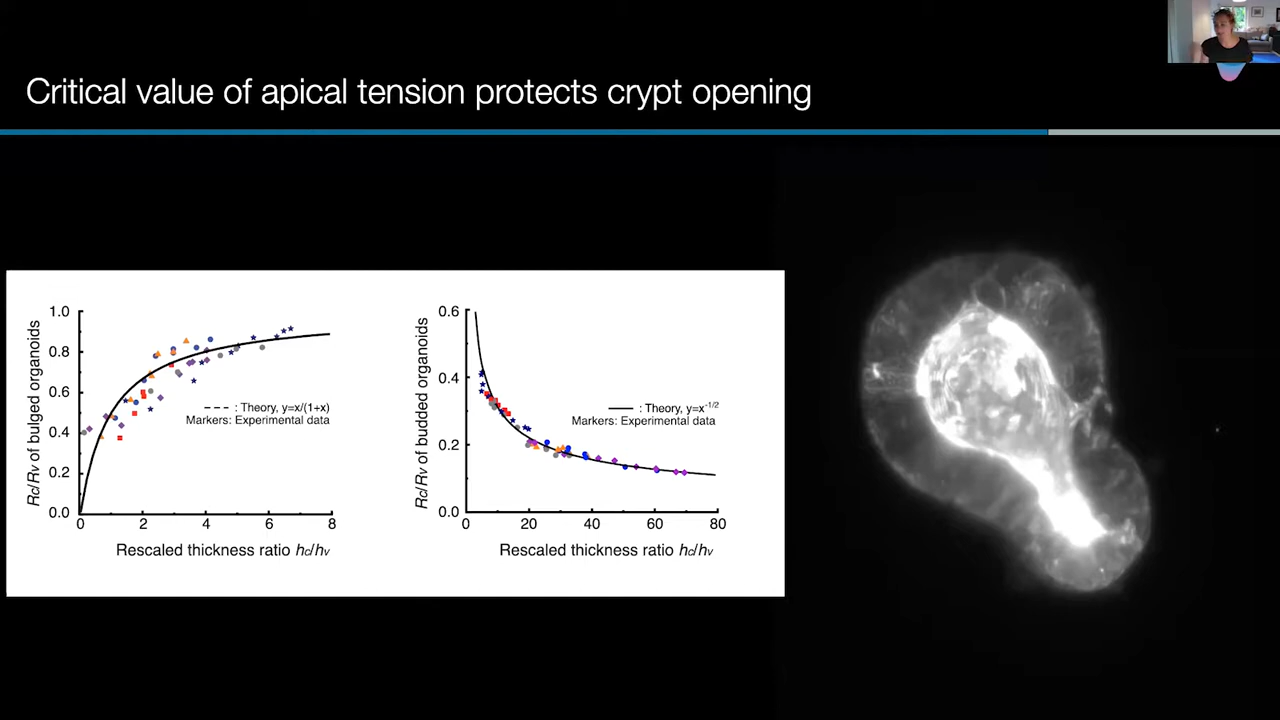 Critical value of apical tension protects crypt opening
Rc/Rv of bulged organoids
1.0
0.8
0.6
0.4
0.2
0.0
0
2
4
6
8
: Theory, y=x/(1+x)
Markers: Experimental data
Rescaled thickness ratio hc/hv
Rc/Rv of budded organoids
0.6
0.4
0.2
0.0
0
20
40
60
80
: Theory, y=x-1/2
Markers: Experimental data
Rescaled thickness ratio hc/hv